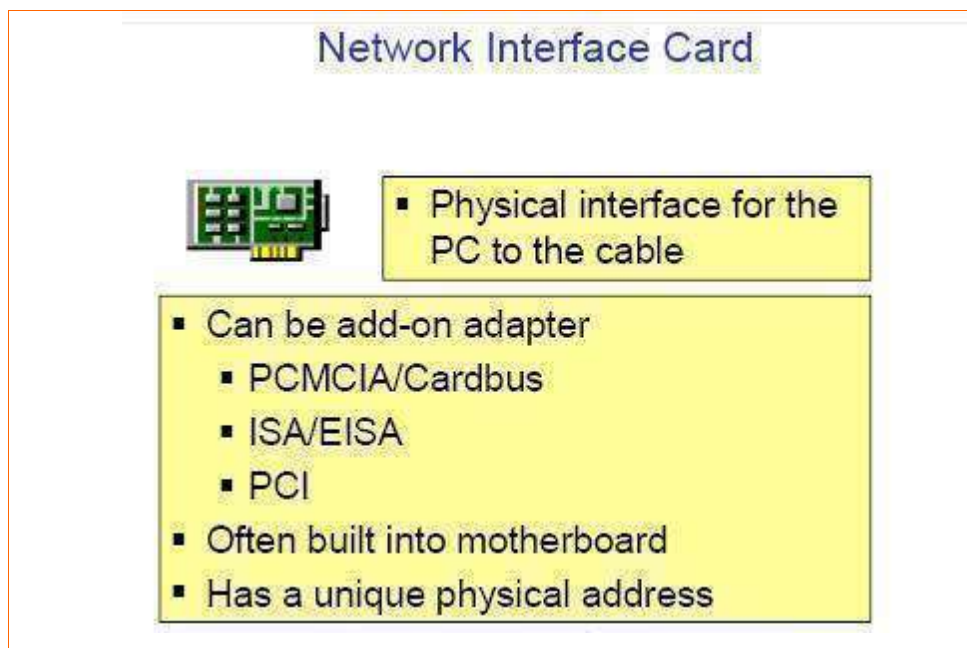 Network Interface Card
▪ Physical interface for the
PC to the cable
▪ Can be add-on adapter
▪ PCMCIA/Cardbus
▪ ISA/EISA
▪ PCI
▪ Often built into motherboard
▪ Has a unique physical address